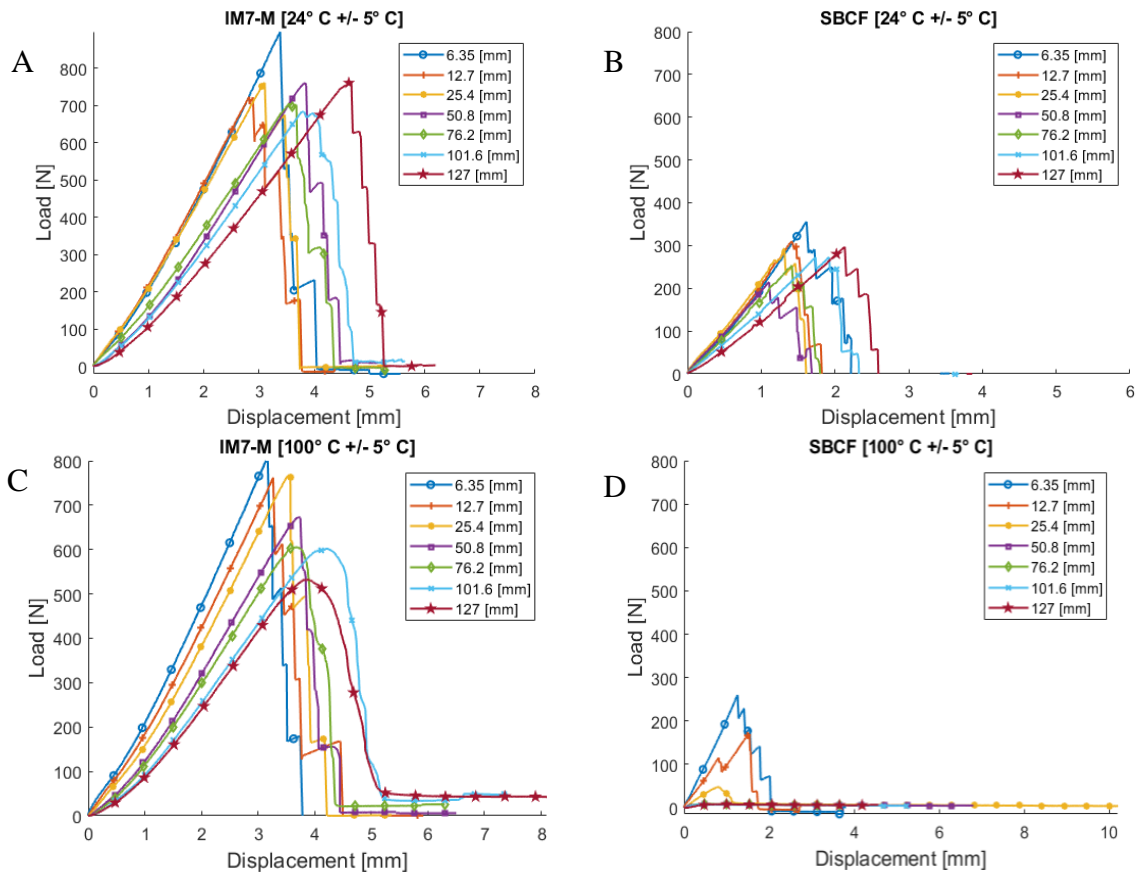 A
IM7-M [24° C +/- 5° C]
Load [N]
800
700
600
500
400
300
200
100
0
0 1 2 3 4 5 6 7 8
Displacement [mm]
6.35 [mm]
12.7 [mm]
25.4 [mm]
50.8 [mm]
76.2 [mm]
101.6 [mm]
127 [mm]
B
SBCF [24° C +/- 5° C]
Load [N]
800
700
600
500
400
300
200
100
0
0 1 2 3 4 5 6
Displacement [mm]
6.35 [mm]
12.7 [mm]
25.4 [mm]
50.8 [mm]
76.2 [mm]
101.6 [mm]
127 [mm]
C
IM7-M [100° C +/- 5° C]
Load [N]
800
700
600
500
400
300
200
100
0
0 1 2 3 4 5 6 7 8
Displacement [mm]
6.35 [mm]
12.7 [mm]
25.4 [mm]
50.8 [mm]
76.2 [mm]
101.6 [mm]
127 [mm]
D
SBCF [100° C +/- 5° C]
Load [N]
800
700
600
500
400
300
200
100
0
0 2 4 6 8 10
Displacement [mm]
6.35 [mm]
12.7 [mm]
25.4 [mm]
50.8 [mm]
76.2 [mm]
101.6 [mm]
127 [mm]